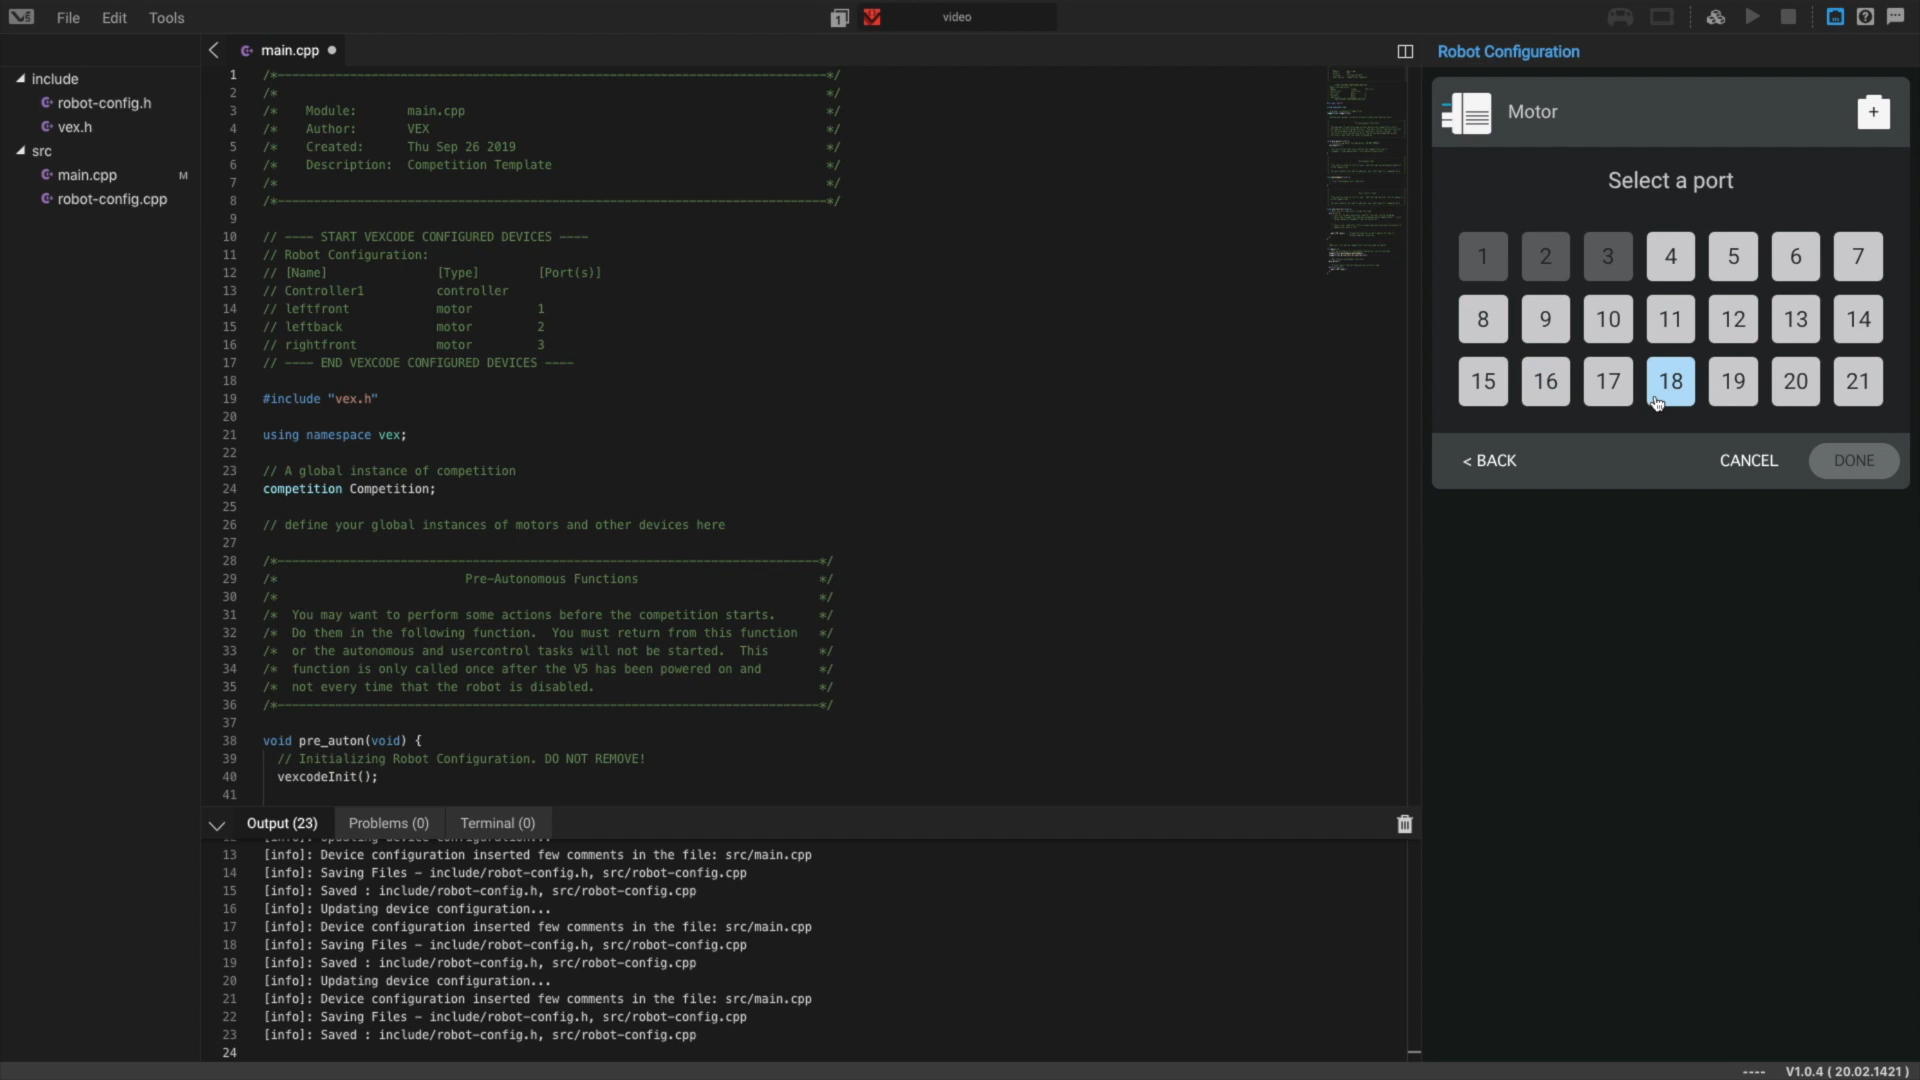 File Edit Tools
1 video
main.cpp
Robot Configuration
include
robot-config.h
vex.h
src
main.cpp M
robot-config.cpp
1 /*----------------------------------------------------------------------------*/
2 /* */
3 /* Module: main.cpp */
4 /* Author: VEX */
5 /* Created: Thu Sep 26 2019 */
6 /* Description: Competition Template */
7 /* */
8 /*----------------------------------------------------------------------------*/
9
10 // ---- START VEXCODE CONFIGURED DEVICES ----
11 // Robot Configuration:
12 // [Name] [Type] [Port(s)]
13 // Controller1 controller
14 // leftfront motor 1
15 // leftback motor 2
16 // rightfront motor 3
17 // ---- END VEXCODE CONFIGURED DEVICES ----
18
19 #include "vex.h"
20
21 using namespace vex;
22
23 // A global instance of competition
24 competition Competition;
25
26 // define your global instances of motors and other devices here
27
28 /*---------------------------------------------------------------------------*/
29 /* Pre-Autonomous Functions */
30 /* */
31 /* You may want to perform some actions before the competition starts. */
32 /* Do them in the following function. You must return from this function */
33 /* or the autonomous and usercontrol tasks will not be started. This */
34 /* function is only called once after the V5 has been powered on and */
35 /* not every time that the robot is disabled. */
36 /*---------------------------------------------------------------------------*/
37
38 void pre_auton(void) {
39 // Initializing Robot Configuration. DO NOT REMOVE!
40 vexcodeInit();
41
Output (23) Problems (0) Terminal (0)
13 [info]: Device configuration inserted few comments in the file: src/main.cpp
14 [info]: Saving Files - include/robot-config.h, src/robot-config.cpp
15 [info]: Saved : include/robot-config.h, src/robot-config.cpp
16 [info]: Updating device configuration...
17 [info]: Device configuration inserted few comments in the file: src/main.cpp
18 [info]: Saving Files - include/robot-config.h, src/robot-config.cpp
19 [info]: Saved : include/robot-config.h, src/robot-config.cpp
20 [info]: Updating device configuration...
21 [info]: Device configuration inserted few comments in the file: src/main.cpp
22 [info]: Saving Files - include/robot-config.h, src/robot-config.cpp
23 [info]: Saved : include/robot-config.h, src/robot-config.cpp
24
Motor
Select a port
1 2 3 4 5 6 7
8 9 10 11 12 13 14
15 16 17 18 19 20 21
< BACK CANCEL DONE
---- V1.0.4 ( 20.02.1421 )